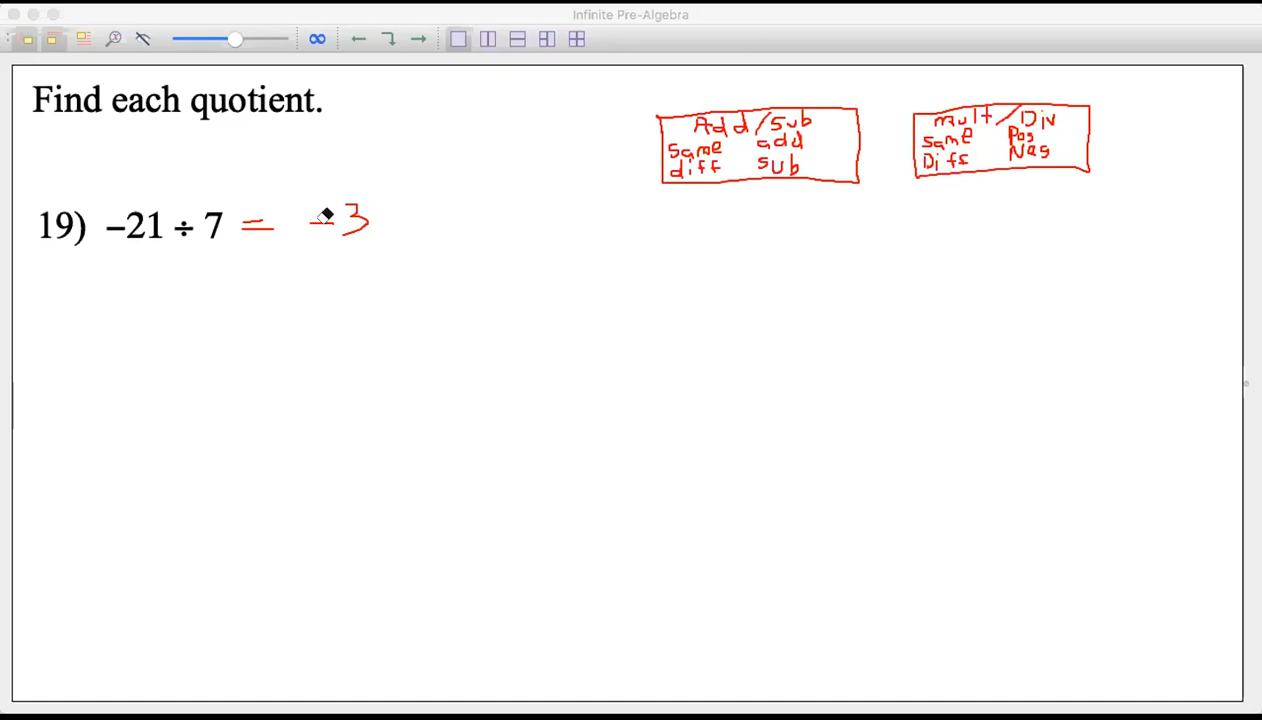 Infinite Pre-Algebra
Find each quotient.
Add/Sub
same add
diff sub
mult/Div
same Pos
Diff Neg
19) −21 ÷ 7 = −3